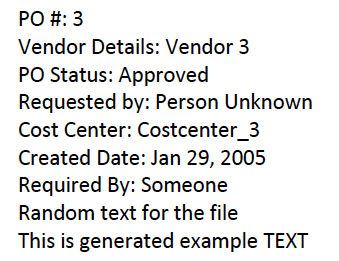 PO #: 3
Vendor Details: Vendor 3
PO Status: Approved
Requested by: Person Unknown
Cost Center: Costcenter_3
Created Date: Jan 29, 2005
Required By: Someone
Random text for the file
This is generated example TEXT